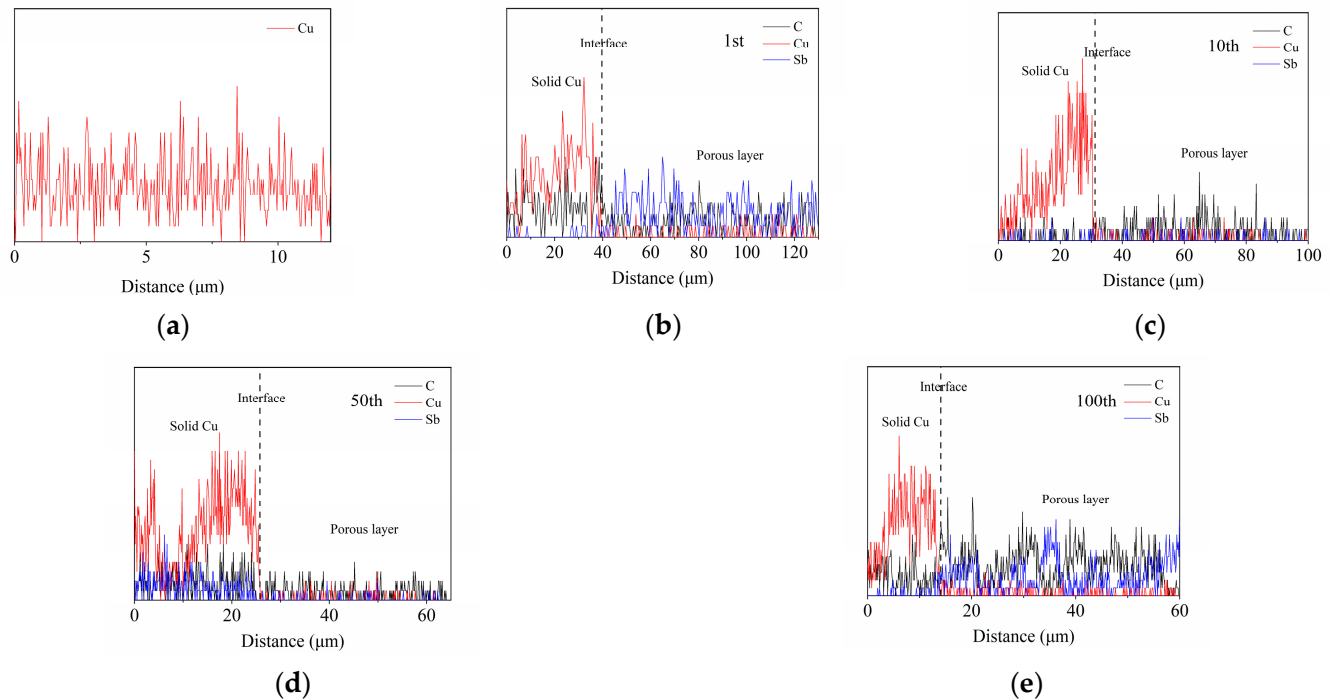 Cu
0 5 10
Distance (μm)
(a)
1st
C
Cu
Sb
Interface
Solid Cu
Porous layer
0 20 40 60 80 100 120
Distance (μm)
(b)
10th
C
Cu
Sb
Interface
Solid Cu
Porous layer
0 20 40 60 80 100
Distance (μm)
(c)
50th
C
Cu
Sb
Interface
Solid Cu
Porous layer
0 20 40 60
Distance (μm)
(d)
100th
C
Cu
Sb
Interface
Solid Cu
Porous layer
0 20 40 60
Distance (μm)
(e)